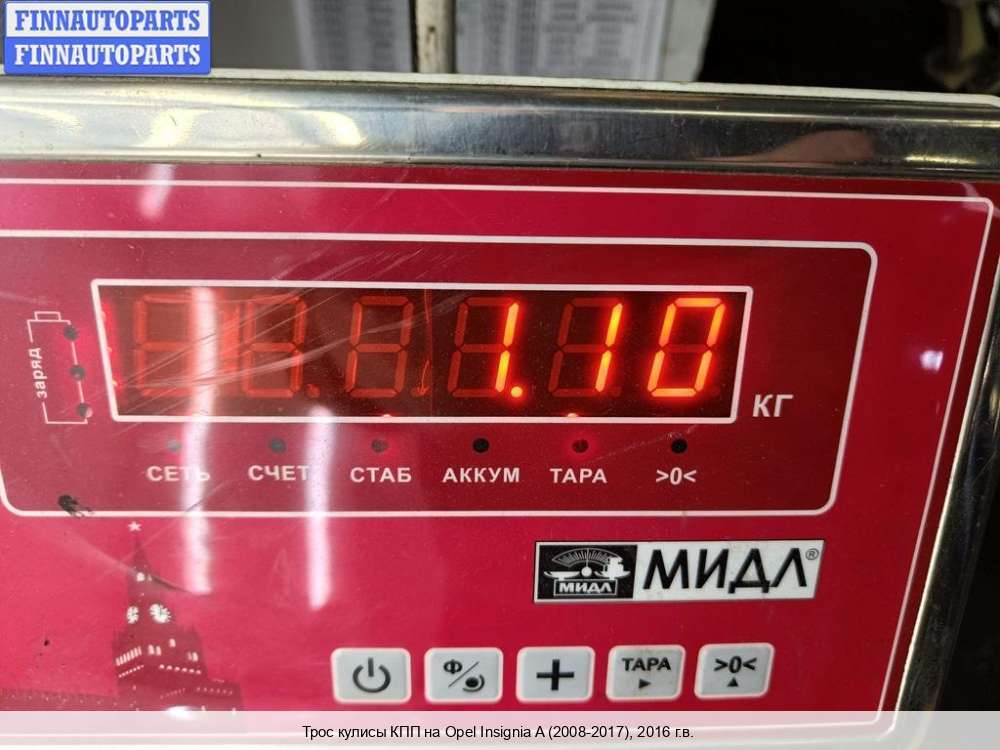 FINNAUTOPARTS
FINNAUTOPARTS
заряд
1.10
КГ
СЕТЬ СЧЕТ СТАБ АККУМ ТАРА >0<
МИДЛ МИДЛ®
Ф ТАРА >0<
Трос кулисы КПП на Opel Insignia A (2008-2017), 2016 г.в.